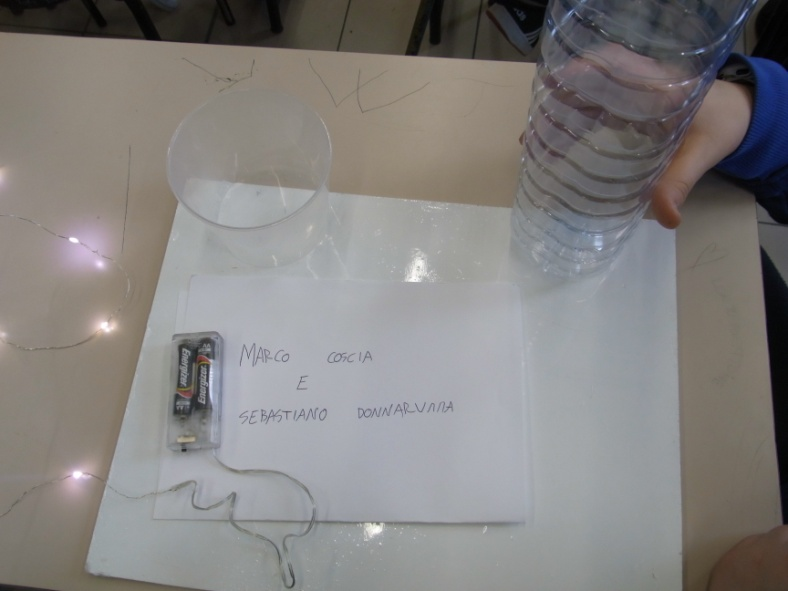 MARCO COSCIA
E
SEBASTIANO DONNARUMMA
Energizer
Energizer